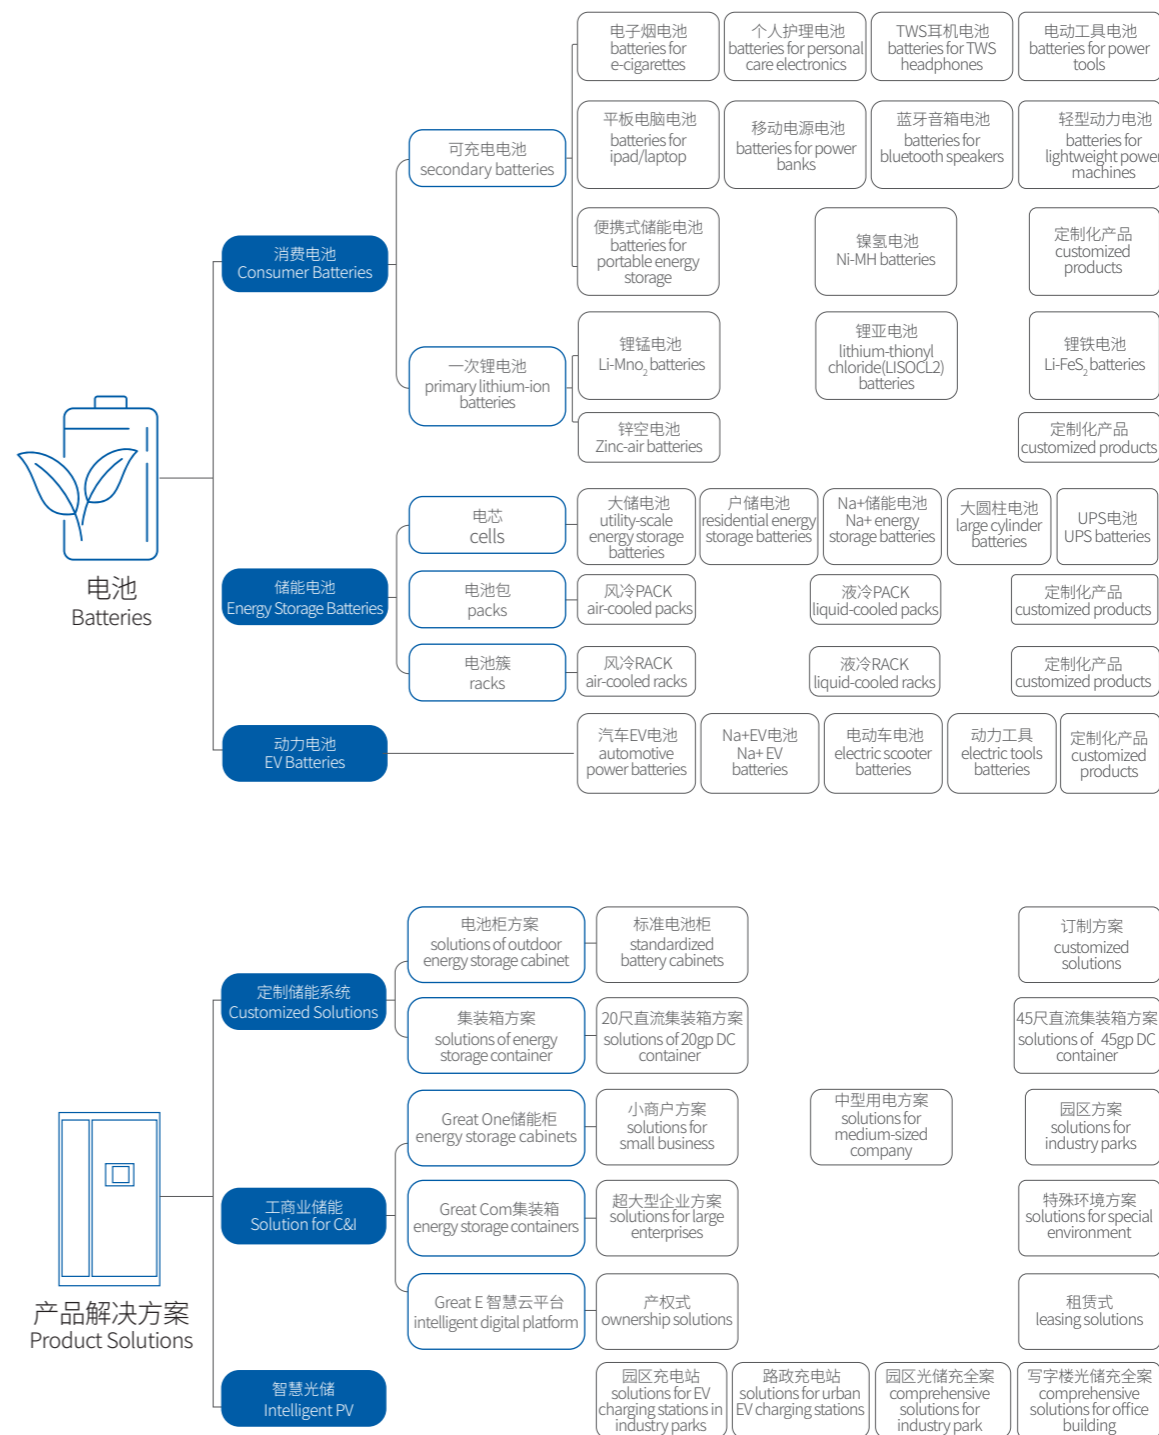 电子烟电池
batteries for
e-cigarettes
个人护理电池
batteries for personal
care electronics
TWS耳机电池
batteries for TWS
headphones
电动工具电池
batteries for power
tools
平板电脑电池
batteries for
ipad/laptop
移动电源电池
batteries for power
banks
蓝牙音箱电池
batteries for
bluetooth speakers
轻型动力电池
batteries for
lightweight power
machines
可充电电池
secondary batteries
便携式储能电池
batteries for
portable energy
storage
镍氢电池
Ni-MH batteries
定制化产品
customized
products
消费电池
Consumer Batteries
一次锂电池
primary lithium-ion
batteries
锂锰电池
Li-Mno2 batteries
锂亚电池
lithium-thionyl
chloride(LISOCL2)
batteries
锂铁电池
Li-FeS2 batteries
锌空电池
Zinc-air batteries
定制化产品
customized products
电池
Batteries
储能电池
Energy Storage Batteries
电芯
cells
大储电池
utility-scale
energy storage
batteries
户储电池
residential energy
storage batteries
Na+储能电池
Na+ energy
storage batteries
大圆柱电池
large cylinder
batteries
UPS电池
UPS batteries
电池包
packs
风冷PACK
air-cooled packs
液冷PACK
liquid-cooled packs
定制化产品
customized products
电池簇
racks
风冷RACK
air-cooled racks
液冷RACK
liquid-cooled racks
定制化产品
customized products
动力电池
EV Batteries
汽车EV电池
automotive
power batteries
Na+EV电池
Na+ EV
batteries
电动车电池
electric scooter
batteries
动力工具
electric tools
batteries
定制化产品
customized
products
电池柜方案
solutions of outdoor
energy storage cabinet
标准电池柜
standardized
battery cabinets
订制方案
customized
solutions
定制储能系统
Customized Solutions
集装箱方案
solutions of energy
storage container
20尺直流集装箱方案
solutions of 20gp DC
container
45尺直流集装箱方案
solutions of 45gp DC
container
Great One储能柜
energy storage cabinets
小商户方案
solutions for
small business
中型用电方案
solutions for
medium-sized
company
园区方案
solutions for
industry parks
工商业储能
Solution for C&I
Great Com集装箱
energy storage containers
超大型企业方案
solutions for large
enterprises
特殊环境方案
solutions for special
environment
产品解决方案
Product Solutions
Great E 智慧云平台
intelligent digital platform
产权式
ownership solutions
租赁式
leasing solutions
智慧光储
Intelligent PV
园区充电站
solutions for EV
charging stations in
industry parks
路政充电站
solutions for urban
EV charging stations
园区光储充全案
comprehensive
solutions for
industry park
写字楼光储充全案
comprehensive
solutions for office
building